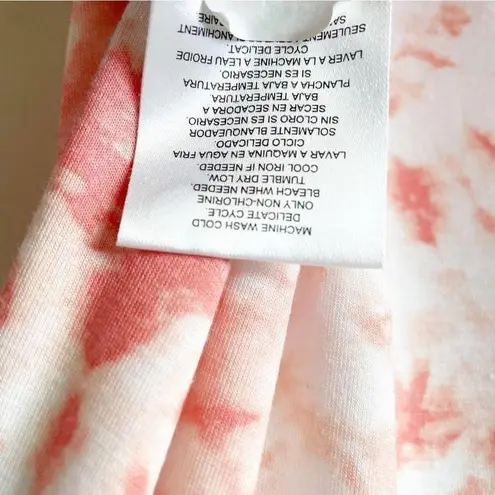 MACHINE WASH COLD
DELICATE CYCLE.
ONLY NON-CHLORINE
BLEACH WHEN NEEDED.
TUMBLE DRY LOW.
COOL IRON IF NEEDED.
LAVAR A MAQUINA EN AGUA FRIA
CICLO DELICADO.
SOLAMENTE BLANQUEADOR
SIN CLORO SI ES NECESARIO.
SECAR EN SECADORA A
BAJA TEMPERATURA.
PLANCHA A BAJA TEMPERATURA
SI ES NECESARIO.
LAVER A LA MACHINE A LEAU FROIDE
CYCLE DELICAT.
SEULEMENT BLANCHIMENT